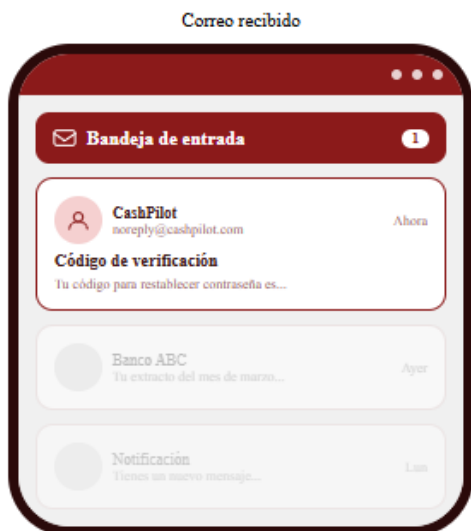 Correo recibido
Bandeja de entrada 1
CashPilot
noreply@cashpilot.com
Ahora
Código de verificación
Tu código para restablecer contraseña es...
Banco ABC
Tu extracto del mes de marzo...
Ayer
Notificación
Tienes un nuevo mensaje...
Lun